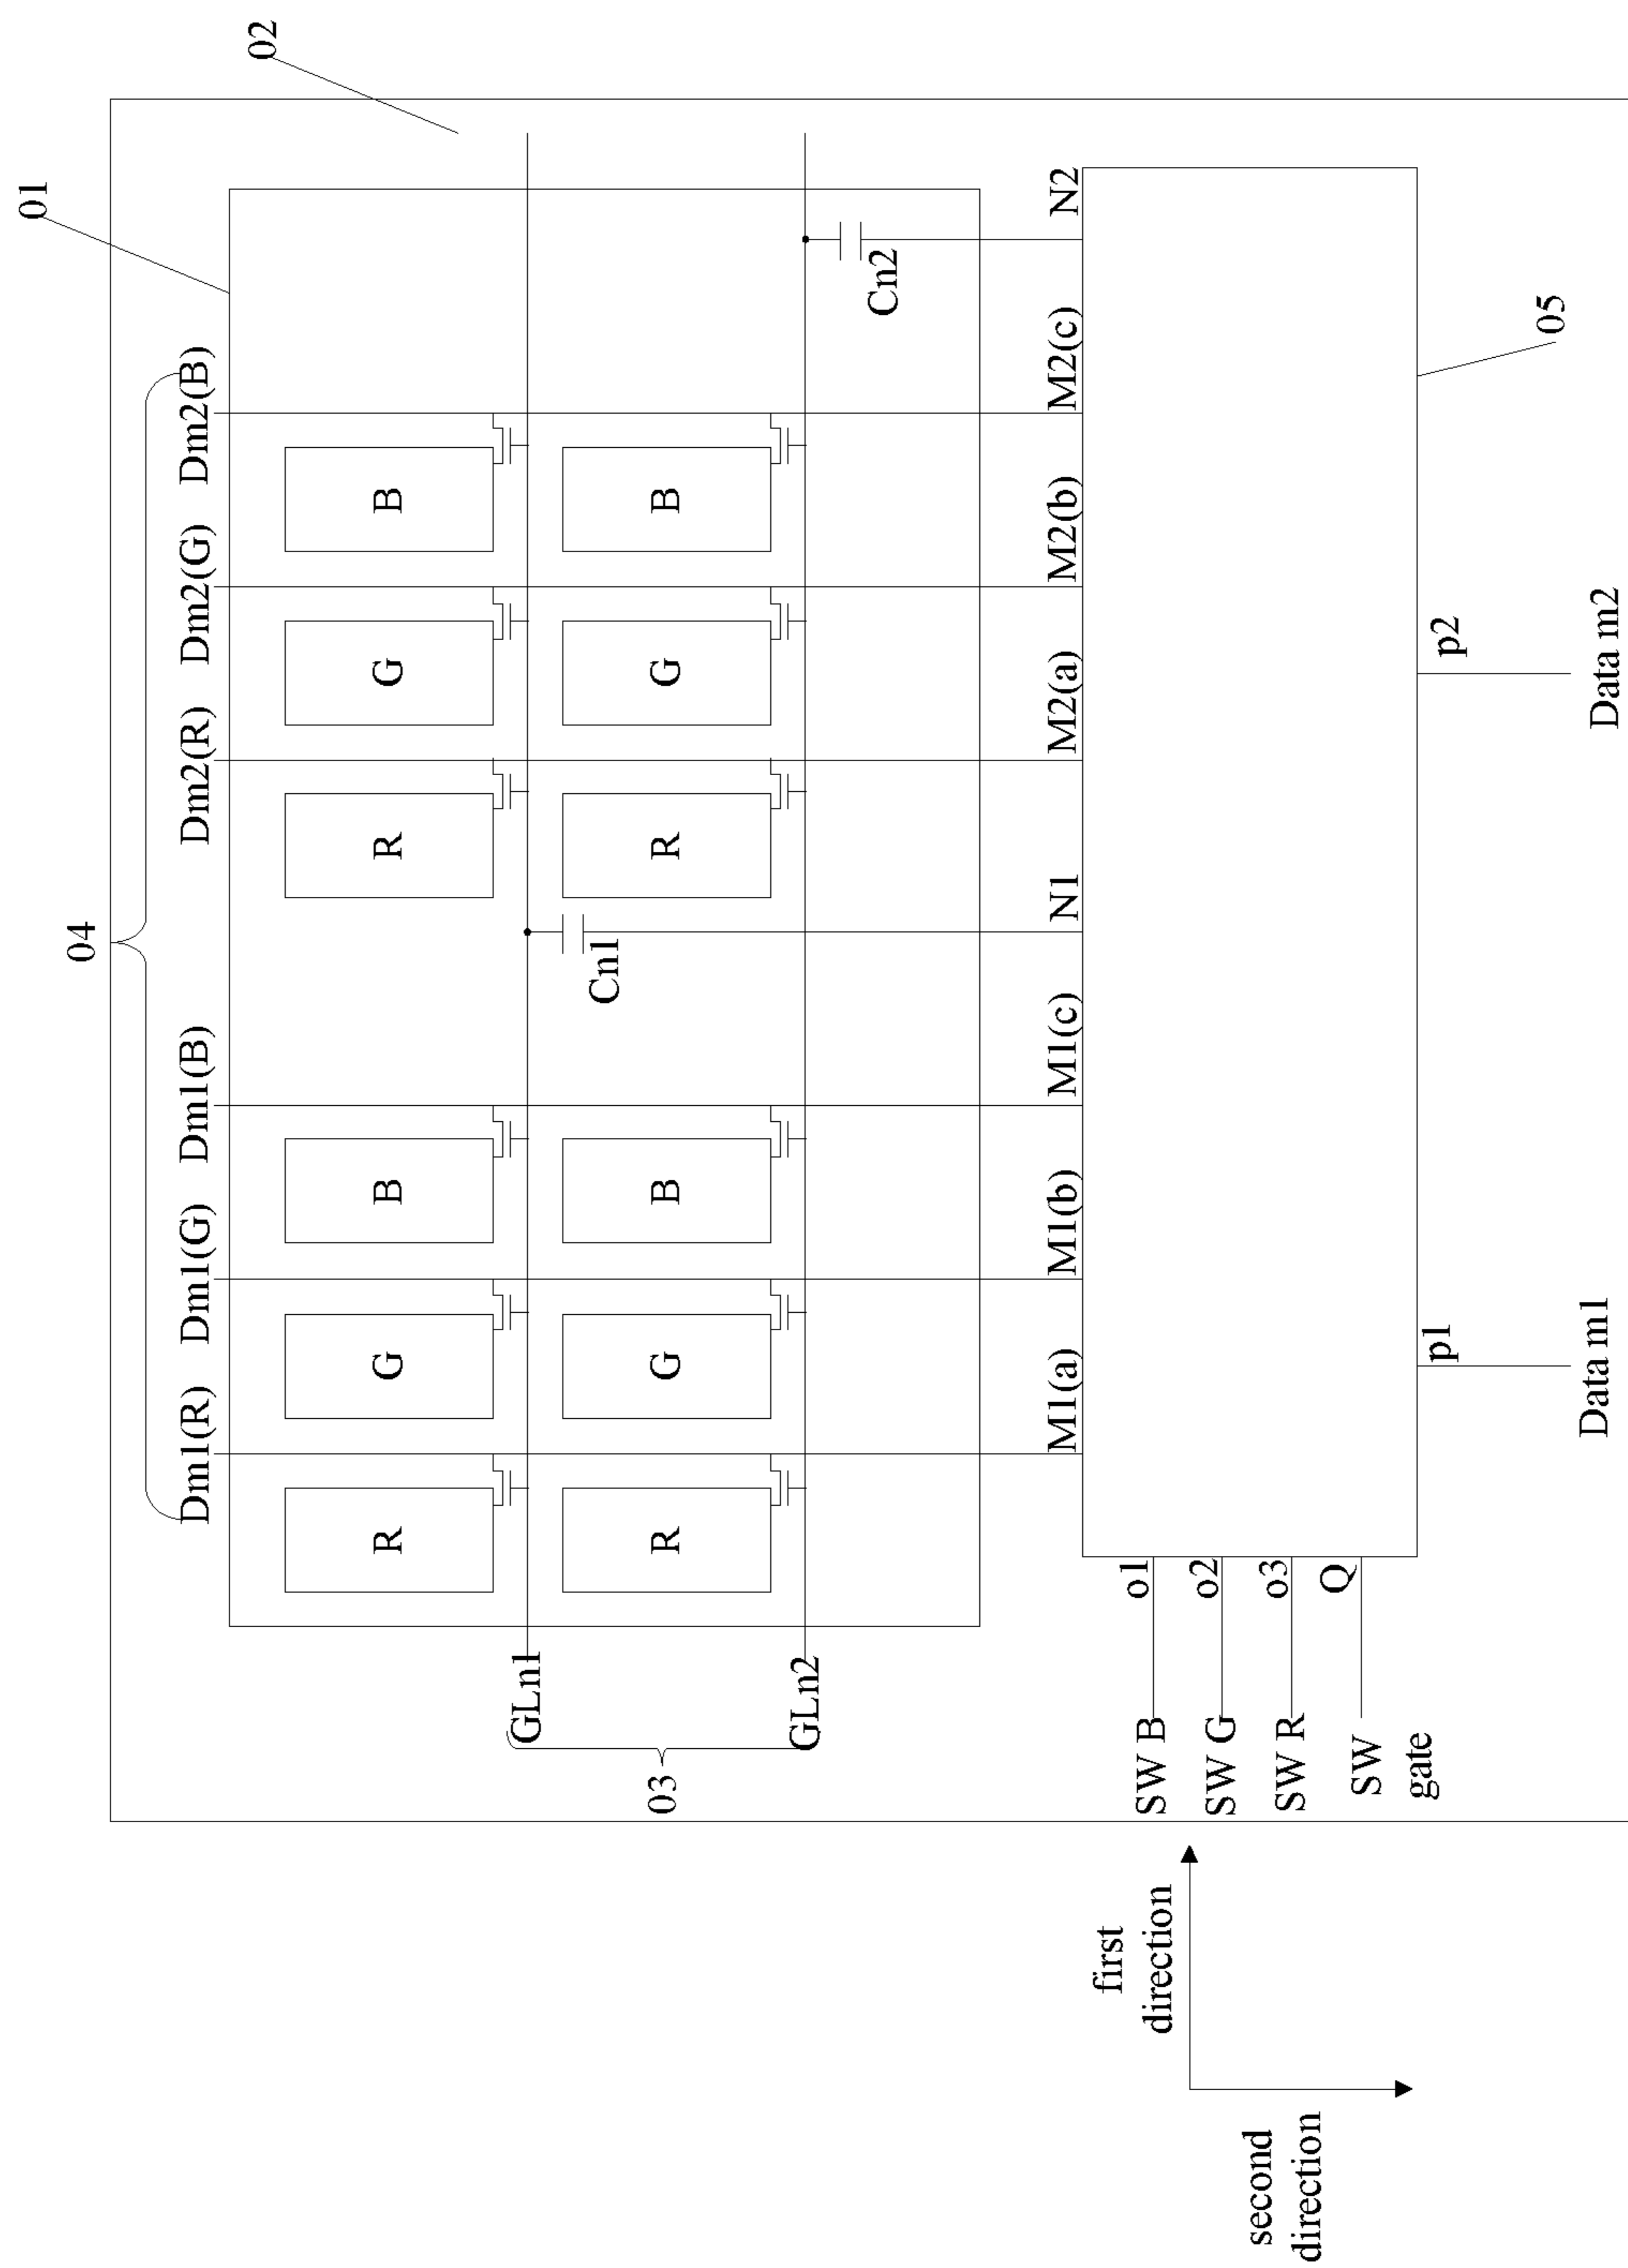 01
02
04
Dm1(R)
Dm1(G)
Dm1(B)
Dm2(R)
Dm2(G)
Dm2(B)
R
G
B
R
G
B
GLn1
Cn1
R
G
B
R
G
B
03
GLn2
Cn2
M1(a)
M1(b)
M1(c)
N1
M2(a)
M2(b)
M2(c)
N2
SW B
o1
SW G
o2
SW R
o3
SW
gate
Q
05
p1
p2
Data m1
Data m2
first
direction
second
direction